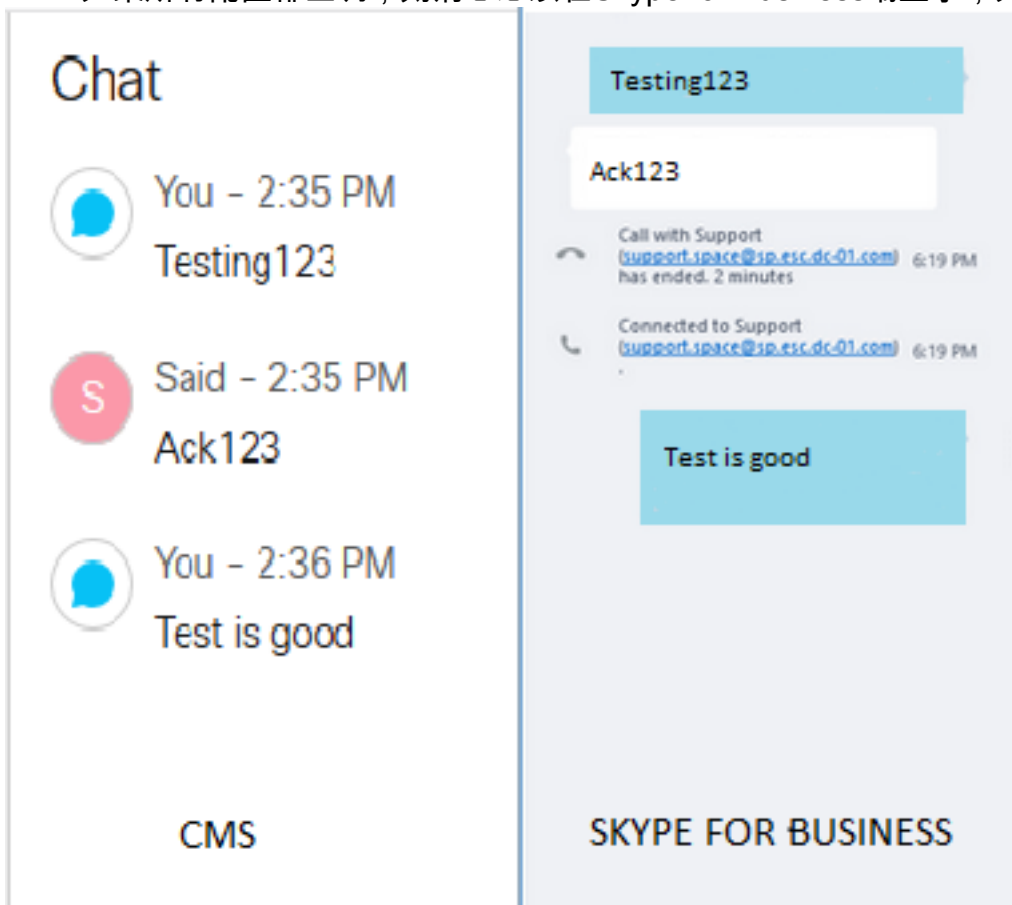 Skype for Business
Chat
You – 2:35 PM
Testing123
Said – 2:35 PM
Ack123
You – 2:36 PM
Test is good
CMS
Testing123
Ack123
Call with Support
(support.space@sp.esc.dc-01.com) 6:19 PM
has ended. 2 minutes
Connected to Support
(support.space@sp.esc.dc-01.com) 6:19 PM
.
Test is good
SKYPE FOR BUSINESS